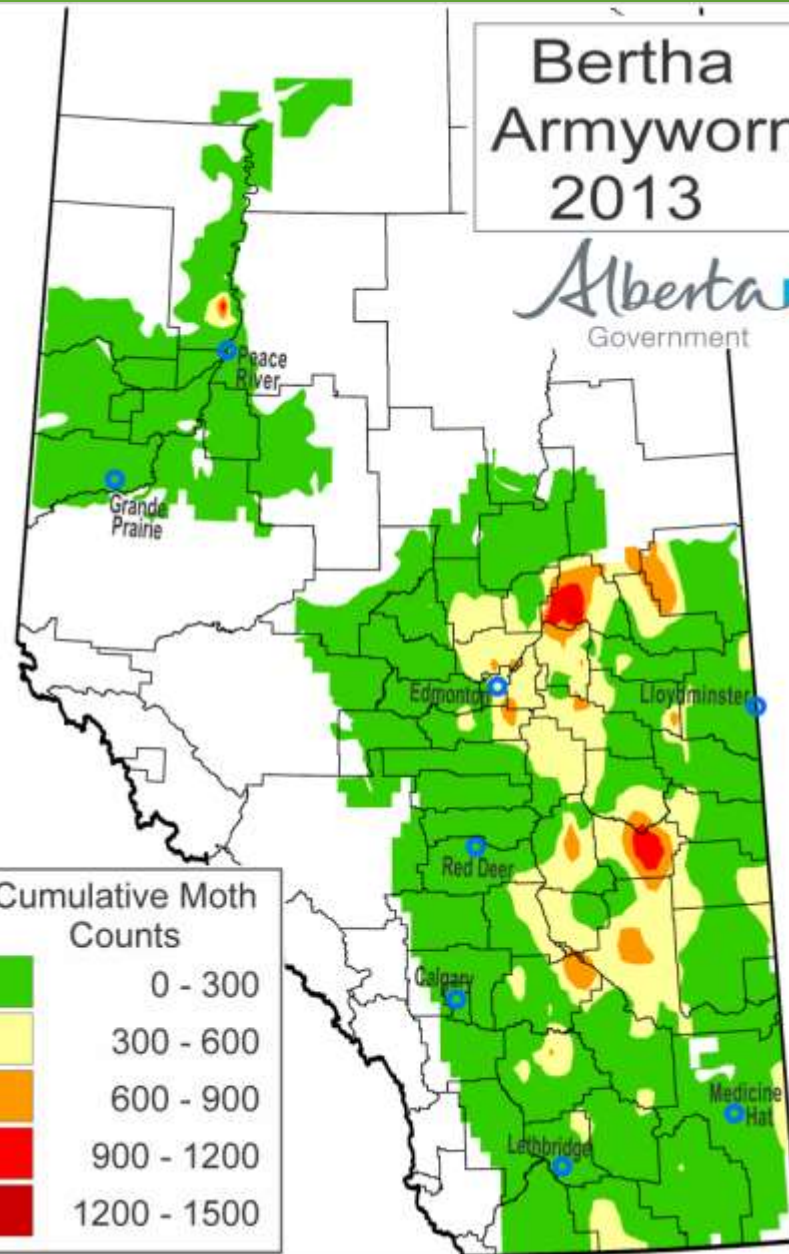 Bertha
Armyworn
2013
Alberta
Government
Peace
River
Grande
Prairie
Edmonton
Lloydminster
Red Deer
Calgary
Medicine
Hat
Lethbridge
Cumulative Moth
Counts
0 - 300
300 - 600
600 - 900
900 - 1200
1200 - 1500